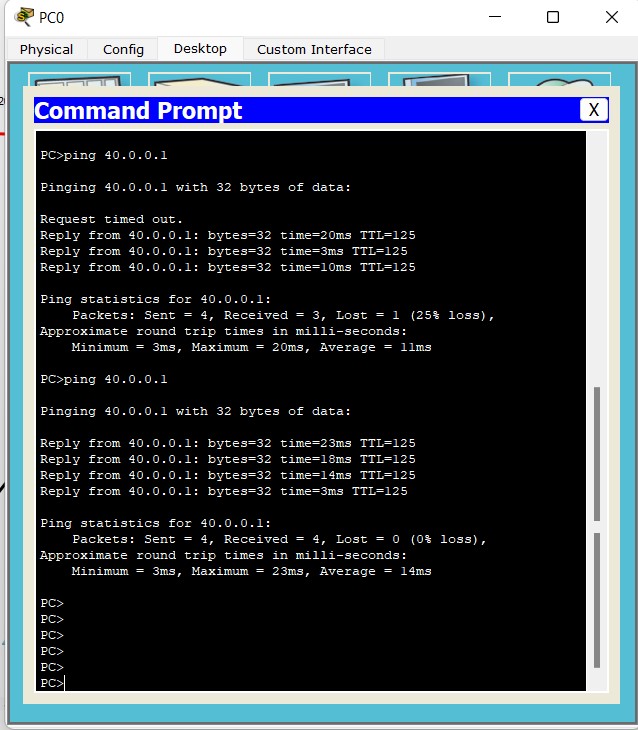 PC0
Physical Config Desktop Custom Interface
Command Prompt X
PC>ping 40.0.0.1
Pinging 40.0.0.1 with 32 bytes of data:
Request timed out.
Reply from 40.0.0.1: bytes=32 time=20ms TTL=125
Reply from 40.0.0.1: bytes=32 time=3ms TTL=125
Reply from 40.0.0.1: bytes=32 time=10ms TTL=125
Ping statistics for 40.0.0.1:
Packets: Sent = 4, Received = 3, Lost = 1 (25% loss),
Approximate round trip times in milli-seconds:
Minimum = 3ms, Maximum = 20ms, Average = 11ms
PC>ping 40.0.0.1
Pinging 40.0.0.1 with 32 bytes of data:
Reply from 40.0.0.1: bytes=32 time=23ms TTL=125
Reply from 40.0.0.1: bytes=32 time=18ms TTL=125
Reply from 40.0.0.1: bytes=32 time=14ms TTL=125
Reply from 40.0.0.1: bytes=32 time=3ms TTL=125
Ping statistics for 40.0.0.1:
Packets: Sent = 4, Received = 4, Lost = 0 (0% loss),
Approximate round trip times in milli-seconds:
Minimum = 3ms, Maximum = 23ms, Average = 14ms
PC>
PC>
PC>
PC>
PC>
PC>